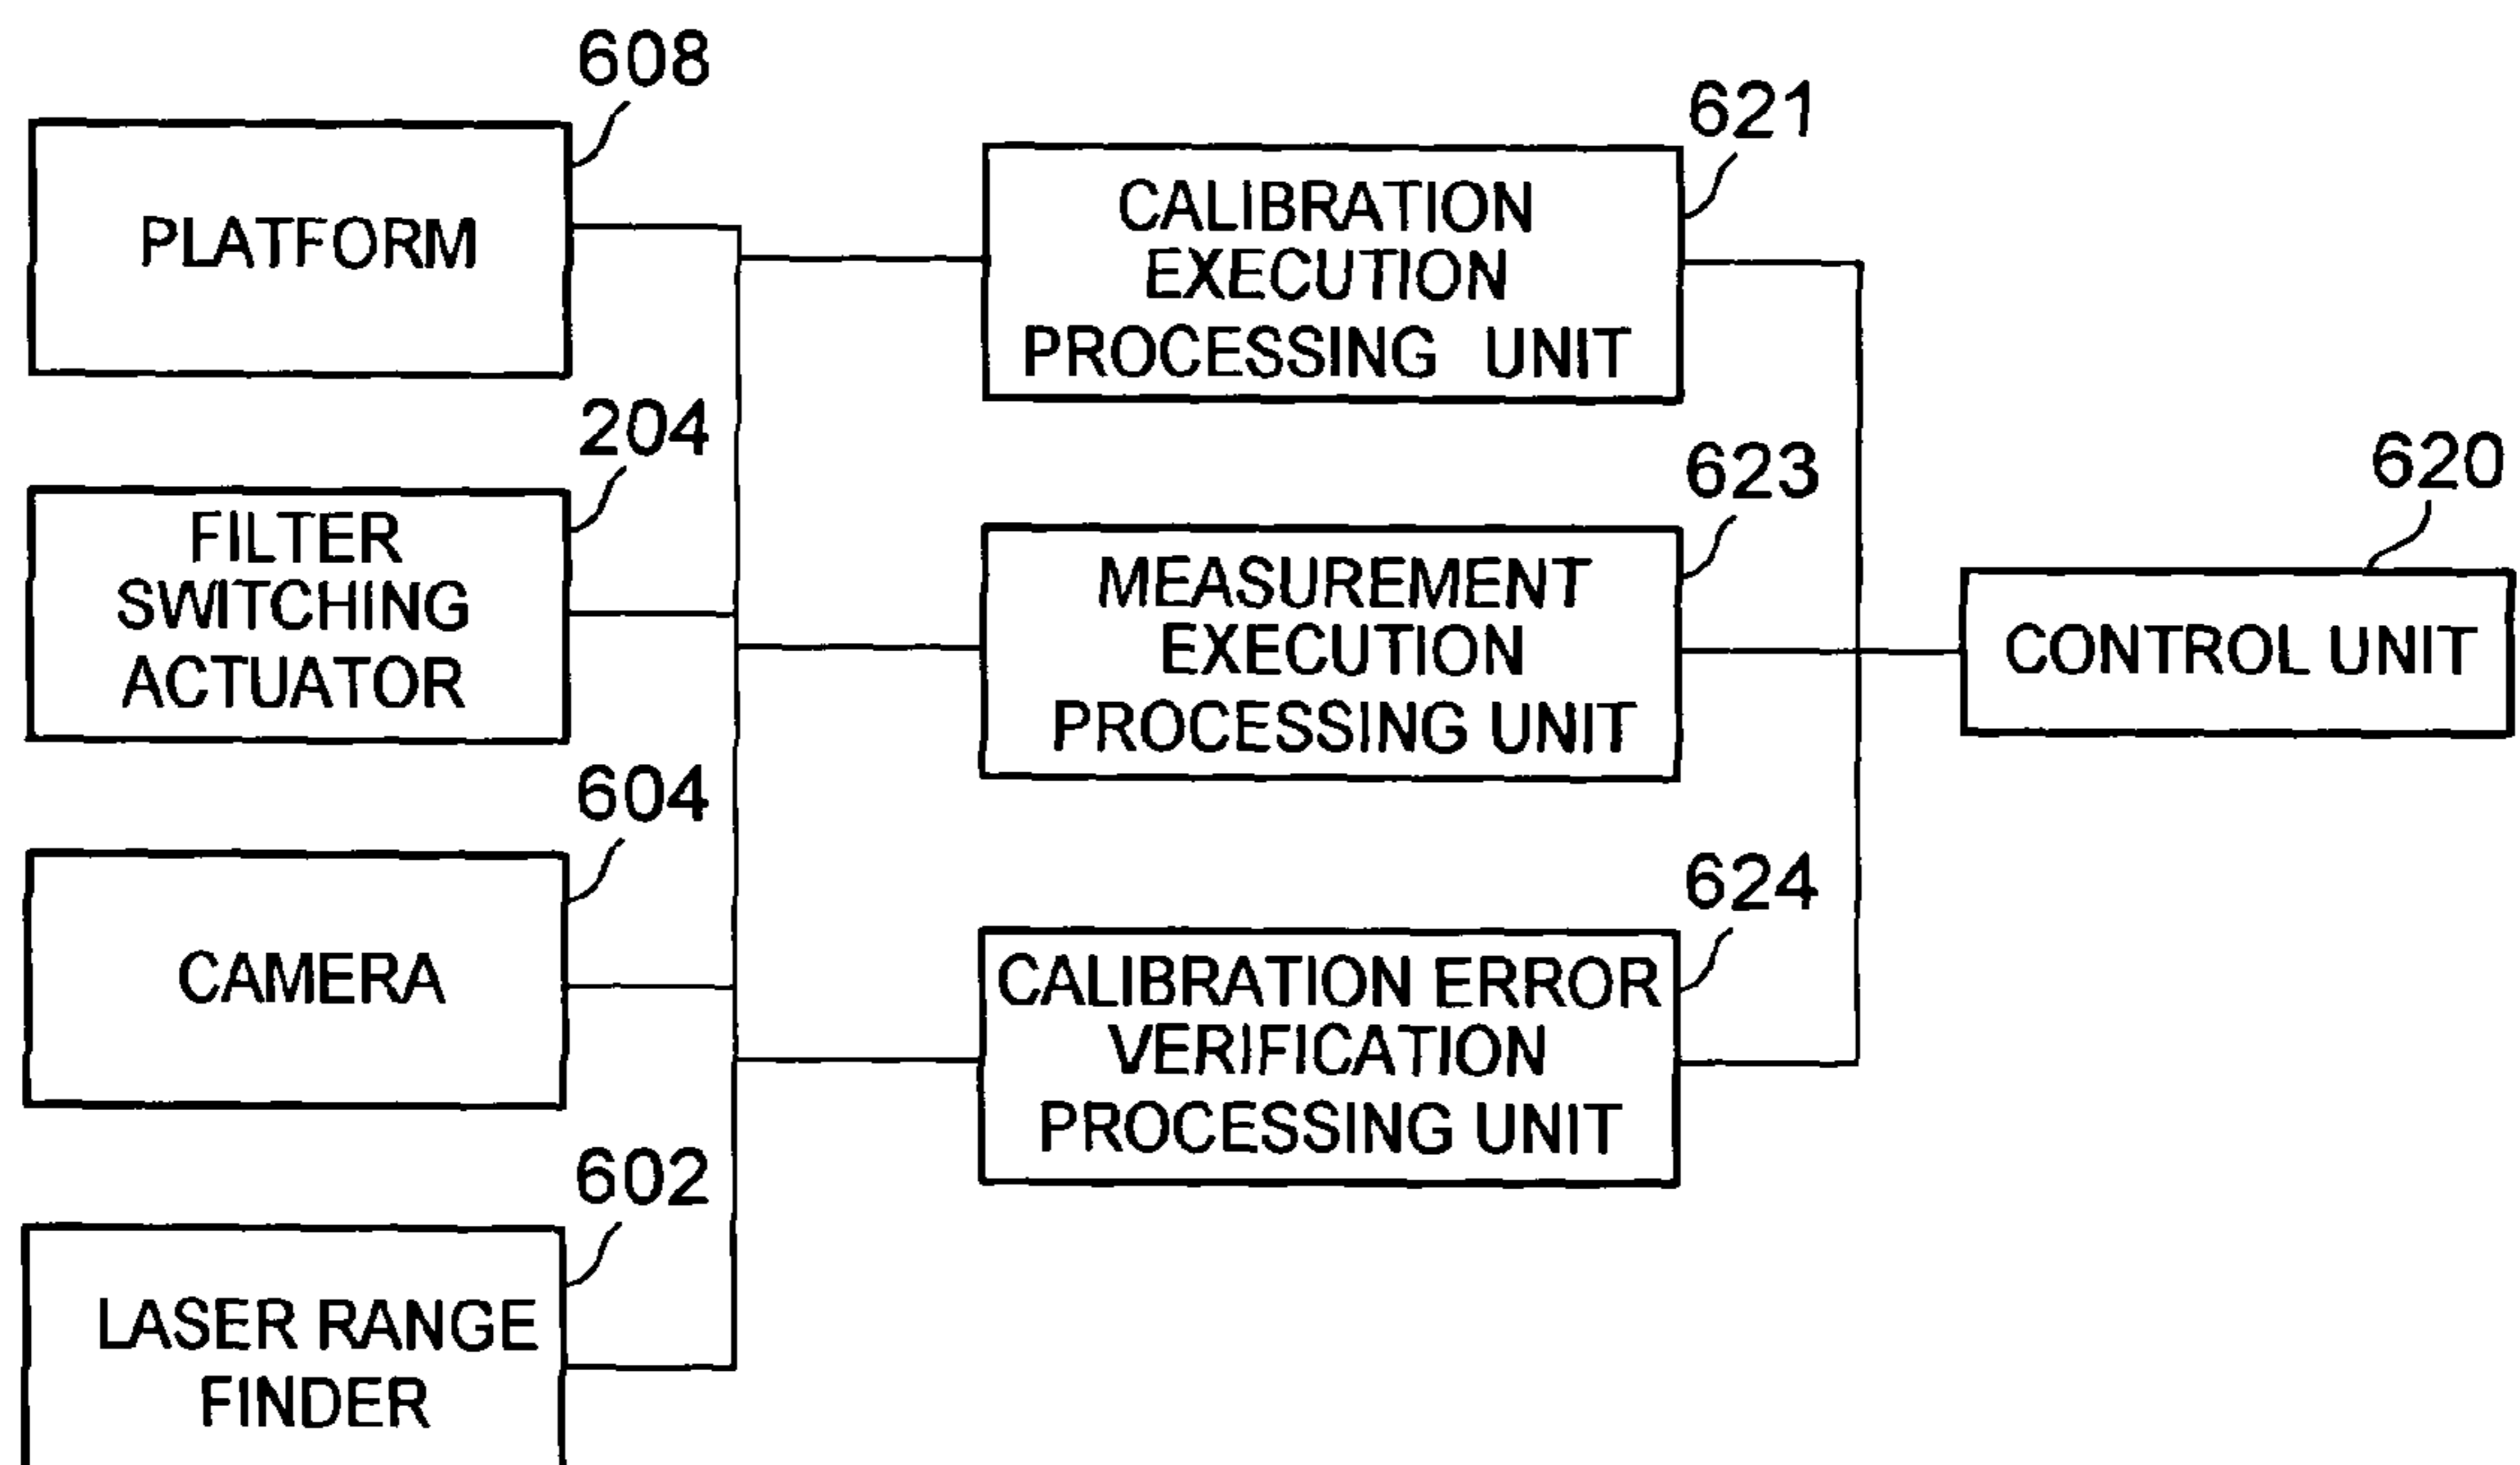 608
PLATFORM
204
FILTER
SWITCHING
ACTUATOR
604
CAMERA
602
LASER RANGE
FINDER
621
CALIBRATION
EXECUTION
PROCESSING UNIT
623
MEASUREMENT
EXECUTION
PROCESSING UNIT
624
CALIBRATION ERROR
VERIFICATION
PROCESSING UNIT
620
CONTROL UNIT